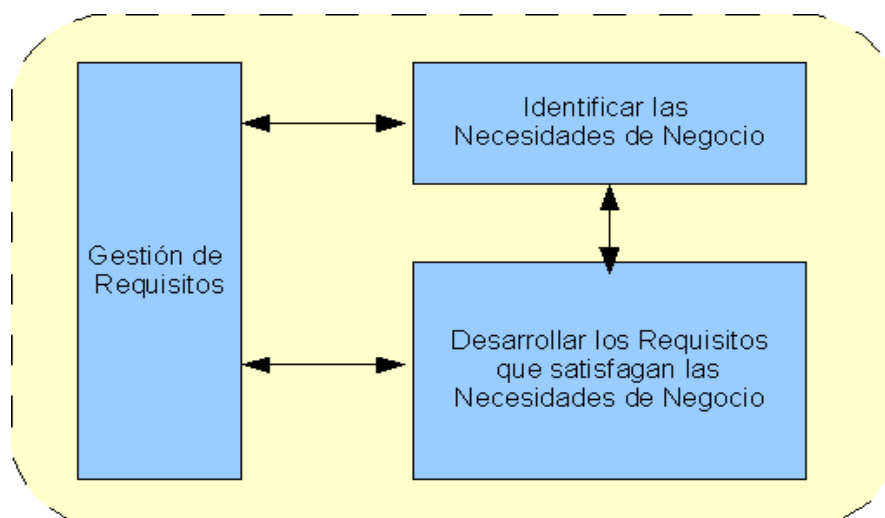 Gestión de
Requisitos
Identificar las
Necesidades de Negocio
Desarrollar los Requisitos
que satisfagan las
Necesidades de Negocio